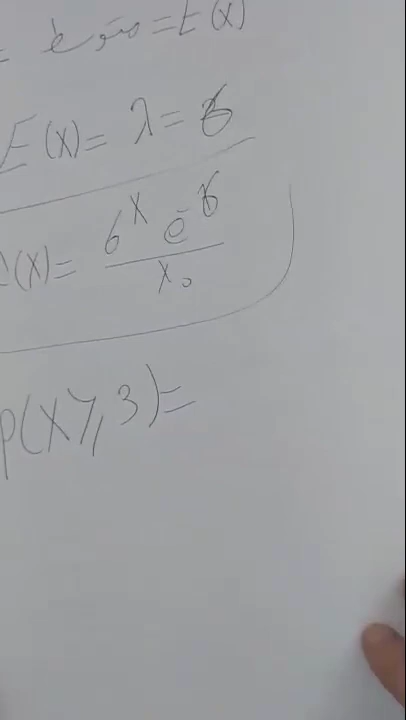 = متوسط = E(x)
E(x) = λ = 6
P(x) = 6^x e^-6 / x!
P(X ≥ 3) =